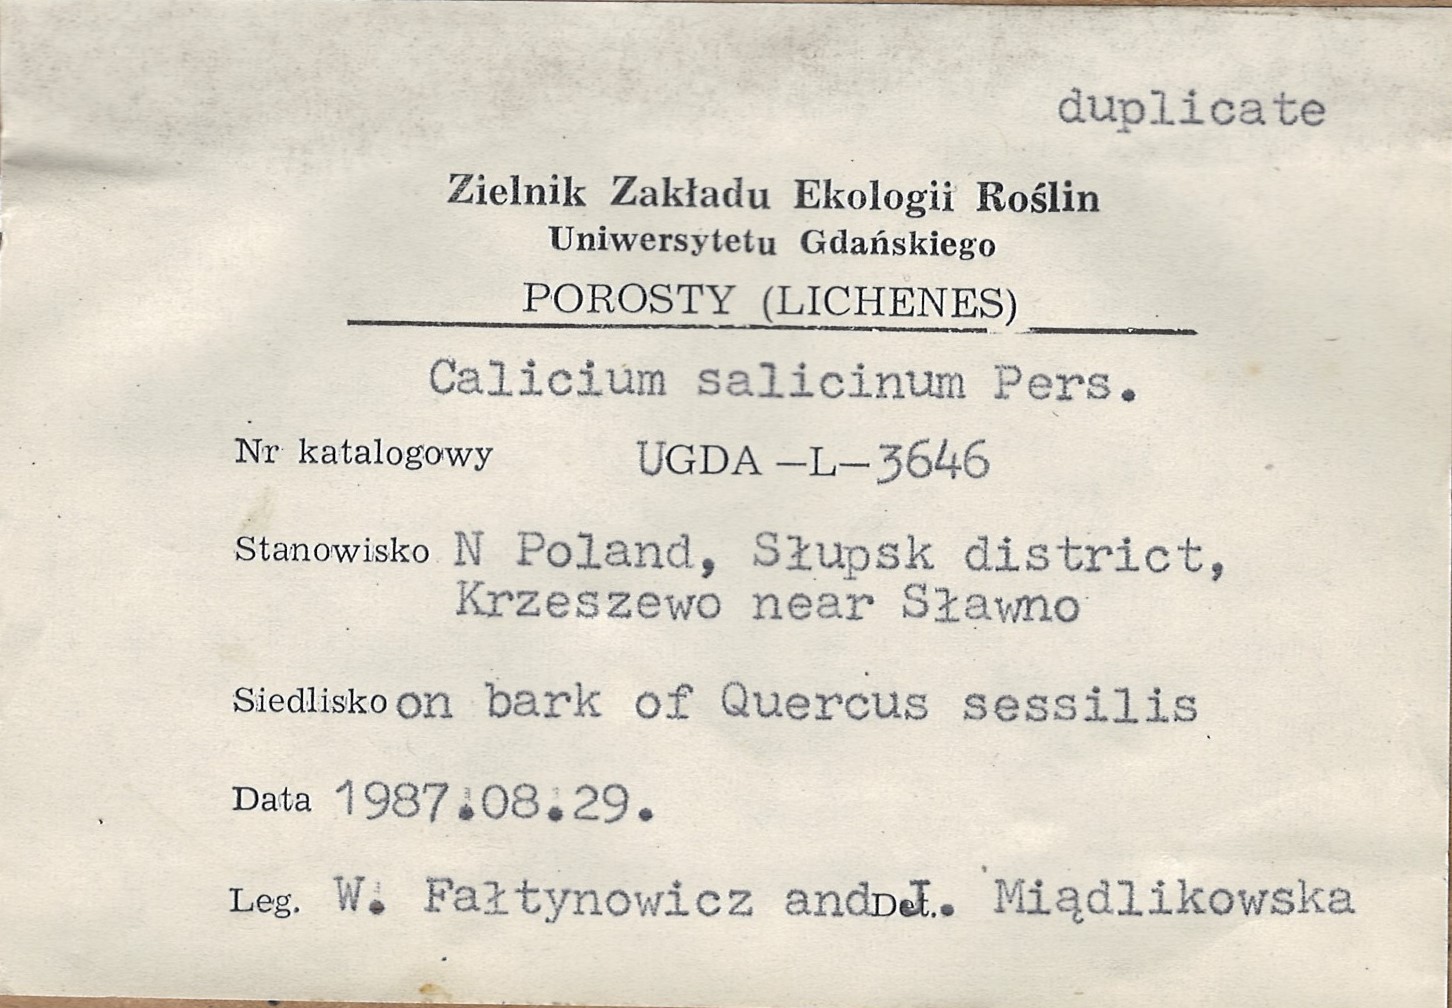 duplicate
Zielnik Zakładu Ekologii Roślin
Uniwersytetu Gdańskiego
POROSTY (LICHENES)
Calicium salicinum Pers.
Nr katalogowy UGDA—L—3646
Stanowisko N Poland, Słupsk district,
Krzeszewo near Sławno
Siedlisko on bark of Quercus sessilis
Data 1987.08.29.
Leg. W. Fałtynowicz and Det. J. Miądlikowska